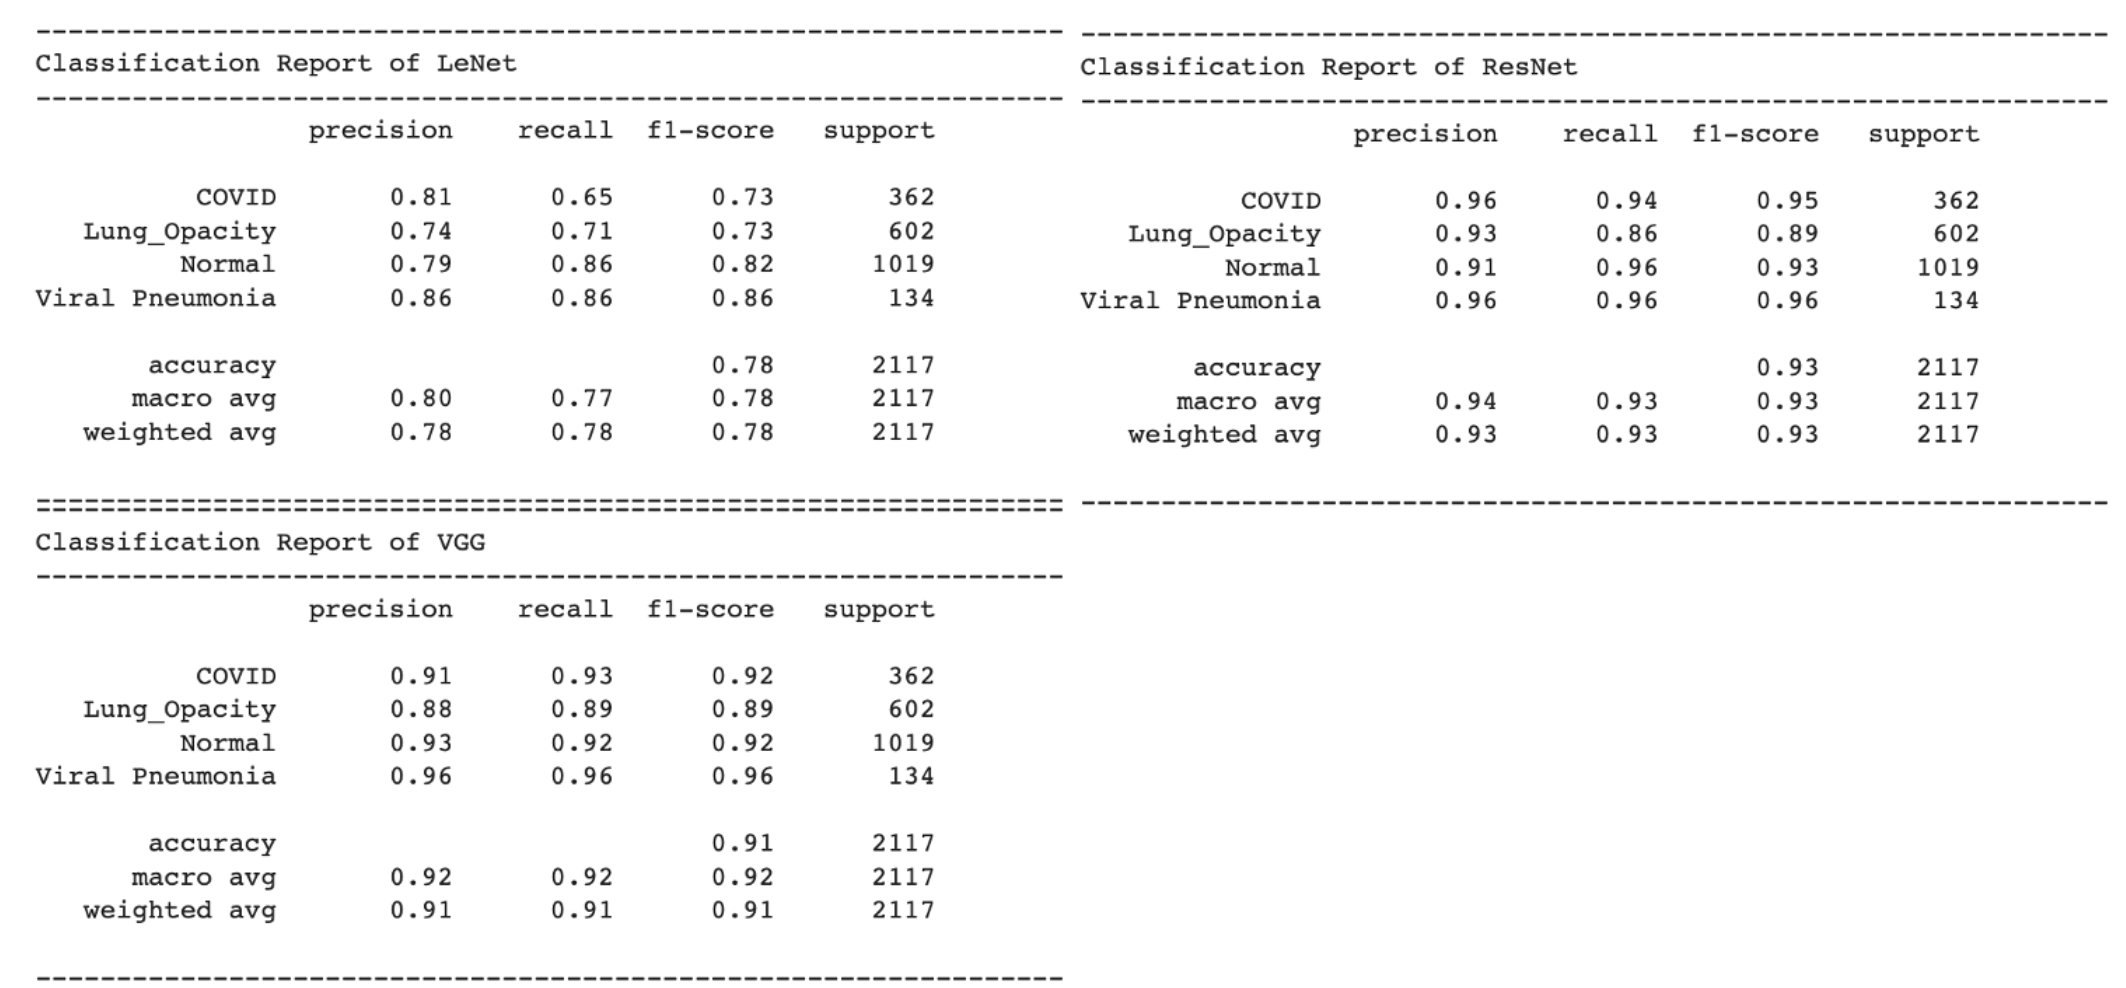 ----------------------------------------------------------------
Classification Report of LeNet
----------------------------------------------------------------
                 precision    recall  f1-score   support

          COVID       0.81      0.65      0.73       362
   Lung_Opacity       0.74      0.71      0.73       602
         Normal       0.79      0.86      0.82      1019
Viral Pneumonia       0.86      0.86      0.86       134

       accuracy                           0.78      2117
      macro avg       0.80      0.77      0.78      2117
   weighted avg       0.78      0.78      0.78      2117

================================================================
Classification Report of VGG
----------------------------------------------------------------
                 precision    recall  f1-score   support

          COVID       0.91      0.93      0.92       362
   Lung_Opacity       0.88      0.89      0.89       602
         Normal       0.93      0.92      0.92      1019
Viral Pneumonia       0.96      0.96      0.96       134

       accuracy                           0.91      2117
      macro avg       0.92      0.92      0.92      2117
   weighted avg       0.91      0.91      0.91      2117

----------------------------------------------------------------
----------------------------------------------------------------
Classification Report of ResNet
----------------------------------------------------------------
                 precision    recall  f1-score   support

          COVID       0.96      0.94      0.95       362
   Lung_Opacity       0.93      0.86      0.89       602
         Normal       0.91      0.96      0.93      1019
Viral Pneumonia       0.96      0.96      0.96       134

       accuracy                           0.93      2117
      macro avg       0.94      0.93      0.93      2117
   weighted avg       0.93      0.93      0.93      2117

----------------------------------------------------------------